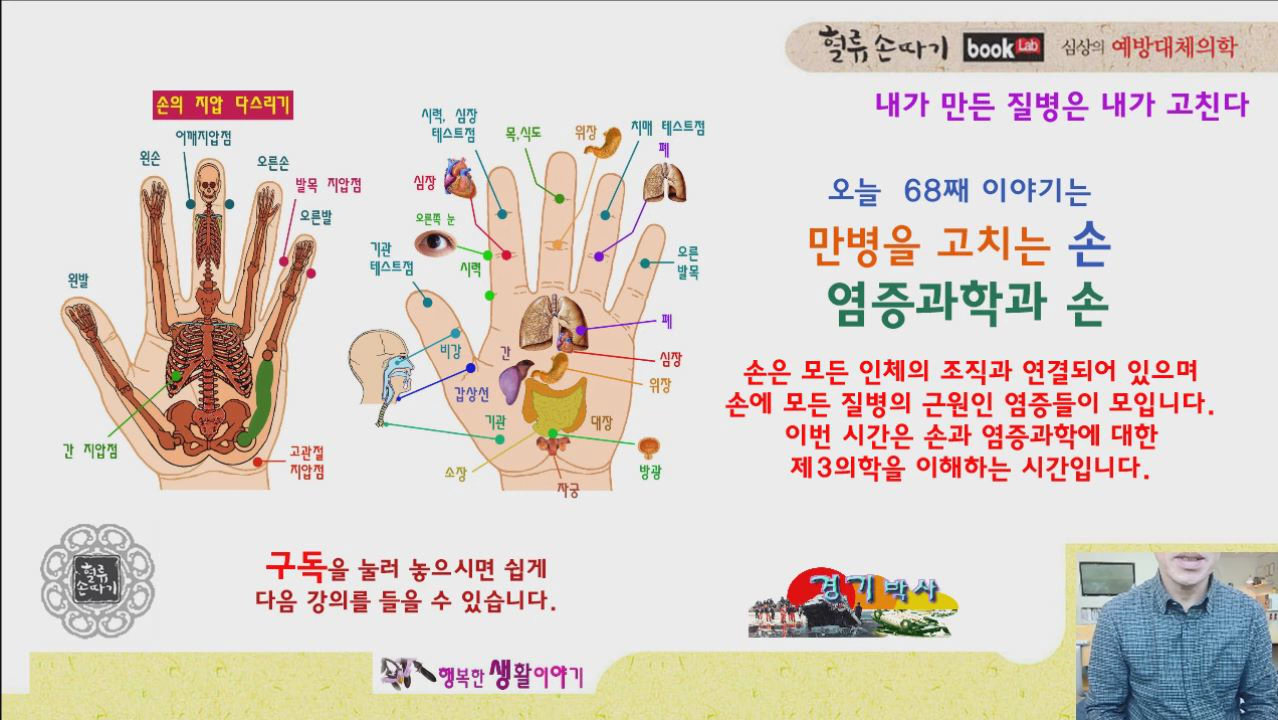 혈류 손따기 book Lab 심상의 예방대체의학
내가 만든 질병은 내가 고친다
손의 지압 다스리기
어깨지압점
왼손
오른손
발목 지압점
오른발
왼발
간 지압점
고관절
지압점
시력, 심장
테스트점
목,식도
위장
치매 테스트점
폐
심장
오른쪽 눈
시력
기관
테스트점
오른
발목
비강
갑상선
기관
간
폐
심장
위장
대장
소장
방광
자궁
오늘 68째 이야기는
만병을 고치는 손
염증과학과 손
손은 모든 인체의 조직과 연결되어 있으며
손에 모든 질병의 근원인 염증들이 모입니다.
이번 시간은 손과 염증과학에 대한
제3의학을 이해하는 시간입니다.
혈류
손따기
구독을 눌러 놓으시면 쉽게
다음 강의를 들을 수 있습니다.
경기박사
행복한 생활이야기